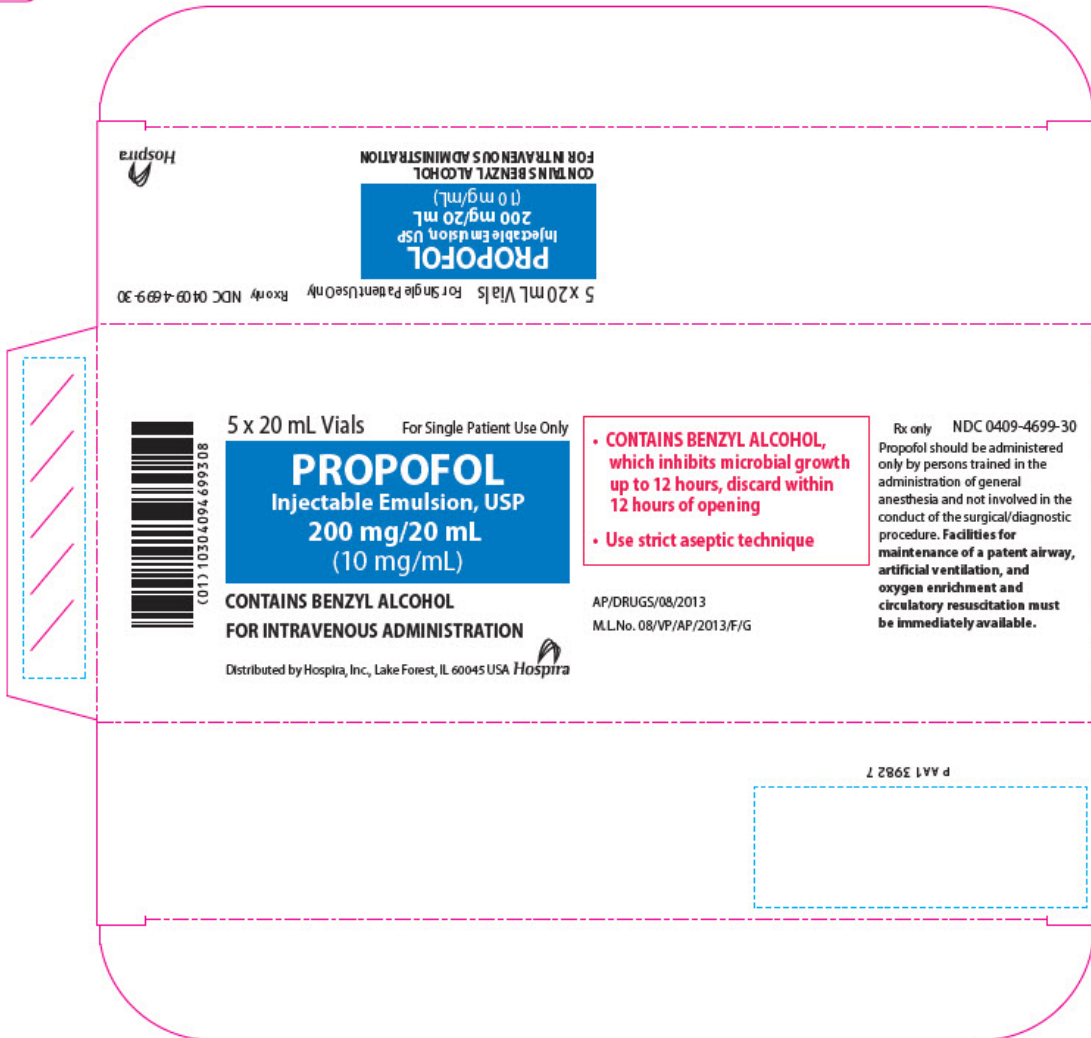 5 x 20 mL Vials For Single Patient Use Only Rx only NDC 0409-4699-30
PROPOFOL
Injectable Emulsion, USP
200 mg/20 mL
(10 mg/mL)
CONTAINS BENZYL ALCOHOL
FOR INTRAVENOUS ADMINISTRATION
Hospira
(01) 10304094699308
5 x 20 mL Vials For Single Patient Use Only
PROPOFOL
Injectable Emulsion, USP
200 mg/20 mL
(10 mg/mL)
CONTAINS BENZYL ALCOHOL
FOR INTRAVENOUS ADMINISTRATION
Distributed by Hospira, Inc., Lake Forest, IL 60045 USA Hospira
• CONTAINS BENZYL ALCOHOL,
which inhibits microbial growth
up to 12 hours, discard within
12 hours of opening
• Use strict aseptic technique
AP/DRUGS/08/2013
M.L.No. 08/VP/AP/2013/F/G
Rx only NDC 0409-4699-30
Propofol should be administered
only by persons trained in the
administration of general
anesthesia and not involved in the
conduct of the surgical/diagnostic
procedure. Facilities for
maintenance of a patent airway,
artificial ventilation, and
oxygen enrichment and
circulatory resuscitation must
be immediately available.
P AA1 3982 7